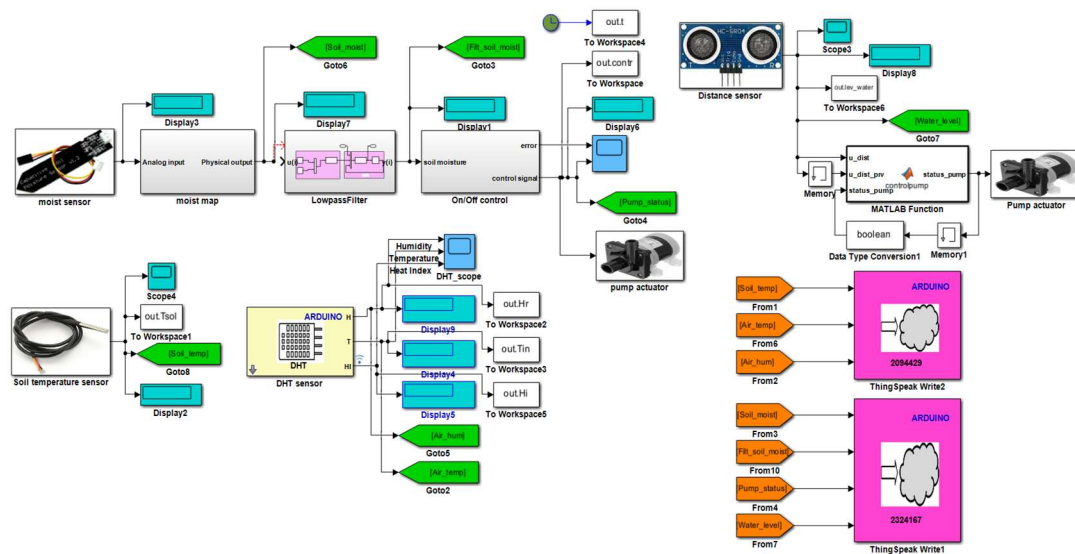 [Soil_moist]
Goto6
[Filt_soil_moist]
Goto3
out.t
To Workspace4
out.contr
To Workspace
Display3
Display7
Display1
Display6
moist sensor
Analog input
Physical output
moist map
u(i)
y(i)
LowpassFilter
soil moisture
error
control signal
On/Off control
[Pump_status]
Goto4
pump actuator
HC-SR04
Distance sensor
Scope3
Display8
out.lev_water
To Workspace6
[Water_level]
Goto7
Memory
u_dist
u_dist_prv
status_pump
status_pump
controlpump
MATLAB Function
Pump actuator
boolean
Data Type Conversion1
Memory1
Soil temperature sensor
Scope4
out.Tsol
To Workspace1
[Soil_temp]
Goto8
Display2
Humidity
Temperature
Heat Index
DHT_scope
ARDUINO
H
T
HI
DHT
DHT sensor
Display9
Display4
Display5
out.Hr
To Workspace2
out.Tin
To Workspace3
out.Hi
To Workspace5
[Air_hum]
Goto5
[Air_temp]
Goto2
[Soil_temp]
From1
[Air_temp]
From6
[Air_hum]
From2
ARDUINO
2094429
ThingSpeak Write2
[Soil_moist]
From3
[Filt_soil_moist]
From10
[Pump_status]
From4
[Water_level]
From7
ARDUINO
2324167
ThingSpeak Write1